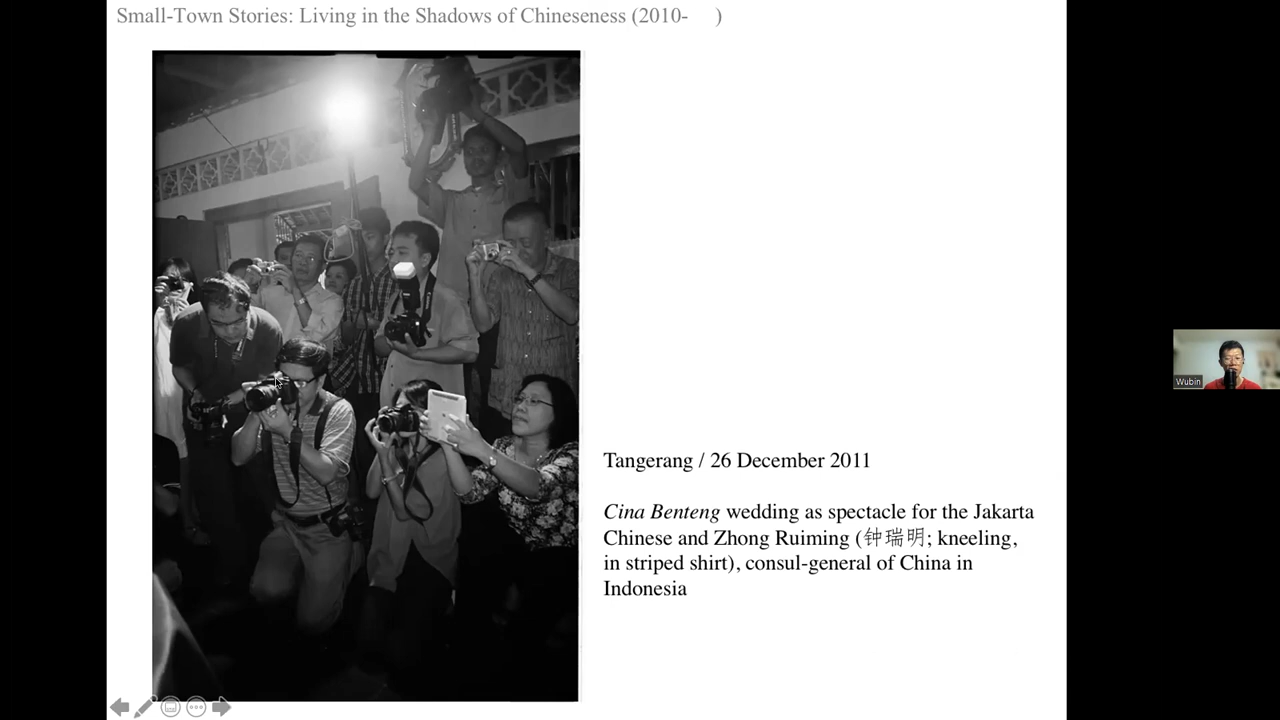 Small-Town Stories: Living in the Shadows of Chineseness (2010-     )
Tangerang / 26 December 2011
Cina Benteng wedding as spectacle for the Jakarta
Chinese and Zhong Ruiming (钟瑞明; kneeling,
in striped shirt), consul-general of China in
Indonesia
Wubin